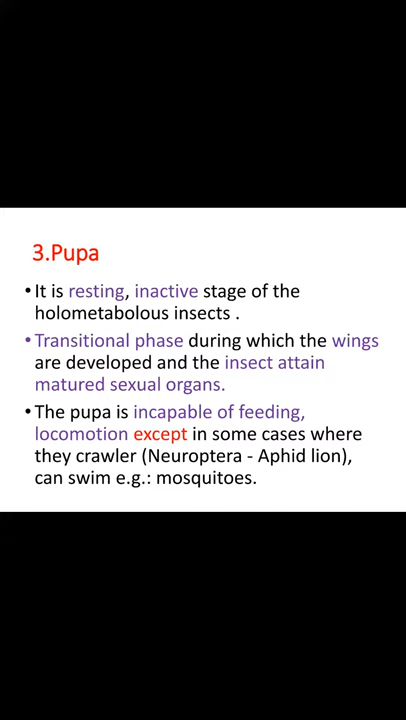 3.Pupa
•It is resting, inactive stage of the
holometabolous insects .
•Transitional phase during which the wings
are developed and the insect attain
matured sexual organs.
•The pupa is incapable of feeding,
locomotion except in some cases where
they crawler (Neuroptera - Aphid lion),
can swim e.g.: mosquitoes.